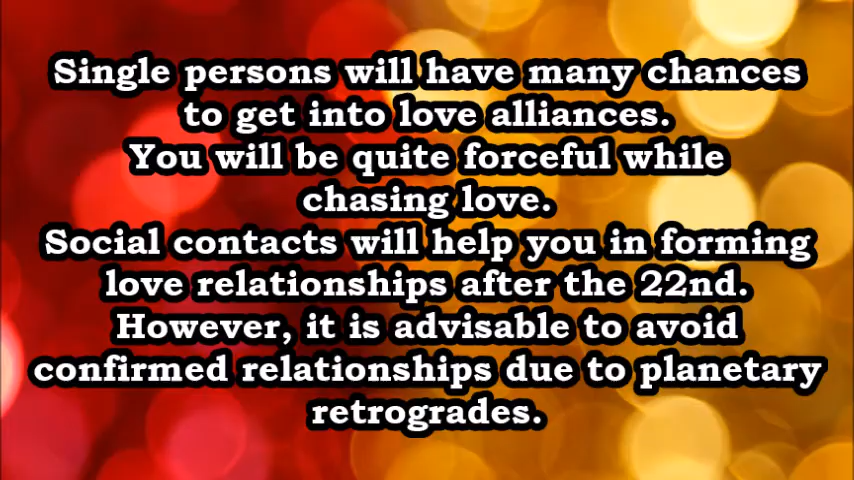 Single persons will have many chances
to get into love alliances.
You will be quite forceful while
chasing love.
Social contacts will help you in forming
love relationships after the 22nd.
However, it is advisable to avoid
confirmed relationships due to planetary
retrogrades.